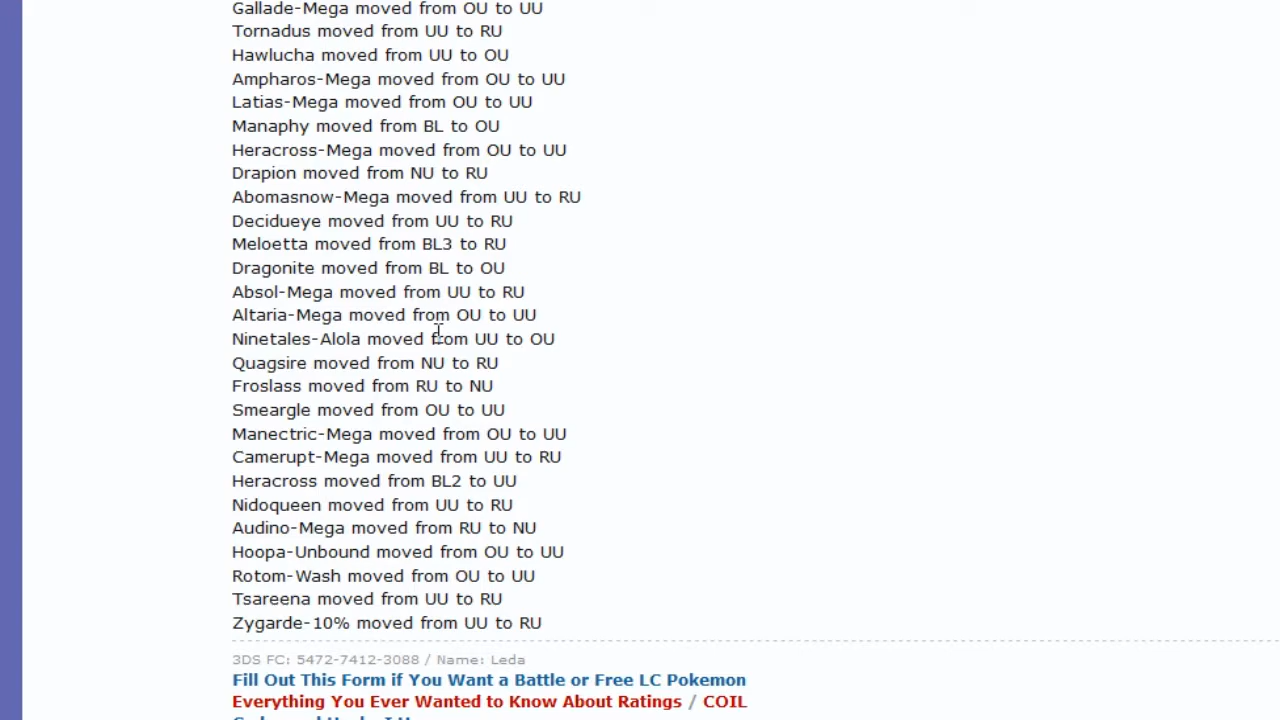 Gallade-Mega moved from OU to UU
Tornadus moved from UU to RU
Hawlucha moved from UU to OU
Ampharos-Mega moved from OU to UU
Latias-Mega moved from OU to UU
Manaphy moved from BL to OU
Heracross-Mega moved from OU to UU
Drapion moved from NU to RU
Abomasnow-Mega moved from UU to RU
Decidueye moved from UU to RU
Meloetta moved from BL3 to RU
Dragonite moved from BL to OU
Absol-Mega moved from UU to RU
Altaria-Mega moved from OU to UU
Ninetales-Alola moved from UU to OU
Quagsire moved from NU to RU
Froslass moved from RU to NU
Smeargle moved from OU to UU
Manectric-Mega moved from OU to UU
Camerupt-Mega moved from UU to RU
Heracross moved from BL2 to UU
Nidoqueen moved from UU to RU
Audino-Mega moved from RU to NU
Hoopa-Unbound moved from OU to UU
Rotom-Wash moved from OU to UU
Tsareena moved from UU to RU
Zygarde-10% moved from UU to RU
3DS FC: 5472-7412-3088 / Name: Leda
Fill Out This Form if You Want a Battle or Free LC Pokemon
Everything You Ever Wanted to Know About Ratings / COIL